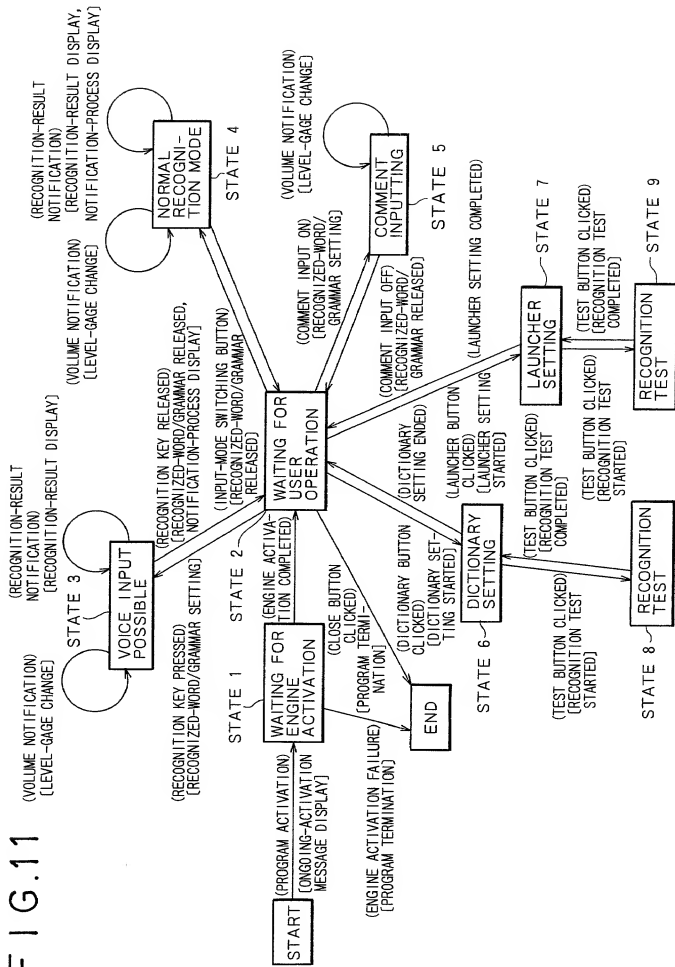 FIG.11
(VOLUME NOTIFICATION)
[LEVEL-GAGE CHANGE]
(RECOGNITION-RESULT
NOTIFICATION)
[RECOGNITION-RESULT DISPLAY]
STATE 3
VOICE INPUT
POSSIBLE
(RECOGNITION KEY PRESSED)
[RECOGNIZED-WORD/GRAMMAR SETTING]
(RECOGNITION KEY RELEASED)
[RECOGNIZED-WORD/GRAMMAR RELEASED,
NOTIFICATION-PROCESS DISPLAY]
(VOLUME NOTIFICATION)
[LEVEL-GAGE CHANGE]
(RECOGNITION-RESULT
NOTIFICATION)
[RECOGNITION-RESULT DISPLAY,
NOTIFICATION-PROCESS DISPLAY]
NORMAL
RECOGNI-
TION MODE
STATE 4
(INPUT-MODE SWITCHING BUTTON)
[RECOGNIZED-WORD/GRAMMAR
RELEASED]
START
(PROGRAM ACTIVATION)
[ONGOING-ACTIVATION
MESSAGE DISPLAY]
STATE 1
WAITING FOR
ENGINE
ACTIVATION
STATE 2
(ENGINE ACTIVA-
TION COMPLETED)
WAITING FOR
USER
OPERATION
(VOLUME NOTIFICATION)
[LEVEL-GAGE CHANGE]
(COMMENT INPUT ON)
[RECOGNIZED-WORD/
GRAMMAR SETTING]
COMMENT
INPUTTING
STATE 5
(COMMENT INPUT OFF)
[RECOGNIZED-WORD/
GRAMMAR RELEASED]
(CLOSE BUTTON
CLICKED)
[PROGRAM TERMI-
NATION]
(ENGINE ACTIVATION FAILURE)
[PROGRAM TERMINATION]
END
(DICTIONARY BUTTON
CLICKED)
[DICTIONARY SET-
TING STARTED]
(DICTIONARY
SETTING ENDED)
(LAUNCHER BUTTON
CLICKED)
[LAUNCHER SETTING
STARTED]
(LAUNCHER SETTING COMPLETED)
STATE 6
DICTIONARY
SETTING
LAUNCHER
SETTING
STATE 7
(TEST BUTTON CLICKED)
[RECOGNITION TEST
STARTED]
(TEST BUTTON CLICKED)
[RECOGNITION TEST
COMPLETED]
(TEST BUTTON CLICKED)
[RECOGNITION TEST
STARTED]
(TEST BUTTON CLICKED)
[RECOGNITION TEST
COMPLETED]
STATE 8
RECOGNITION
TEST
RECOGNITION
TEST
STATE 9